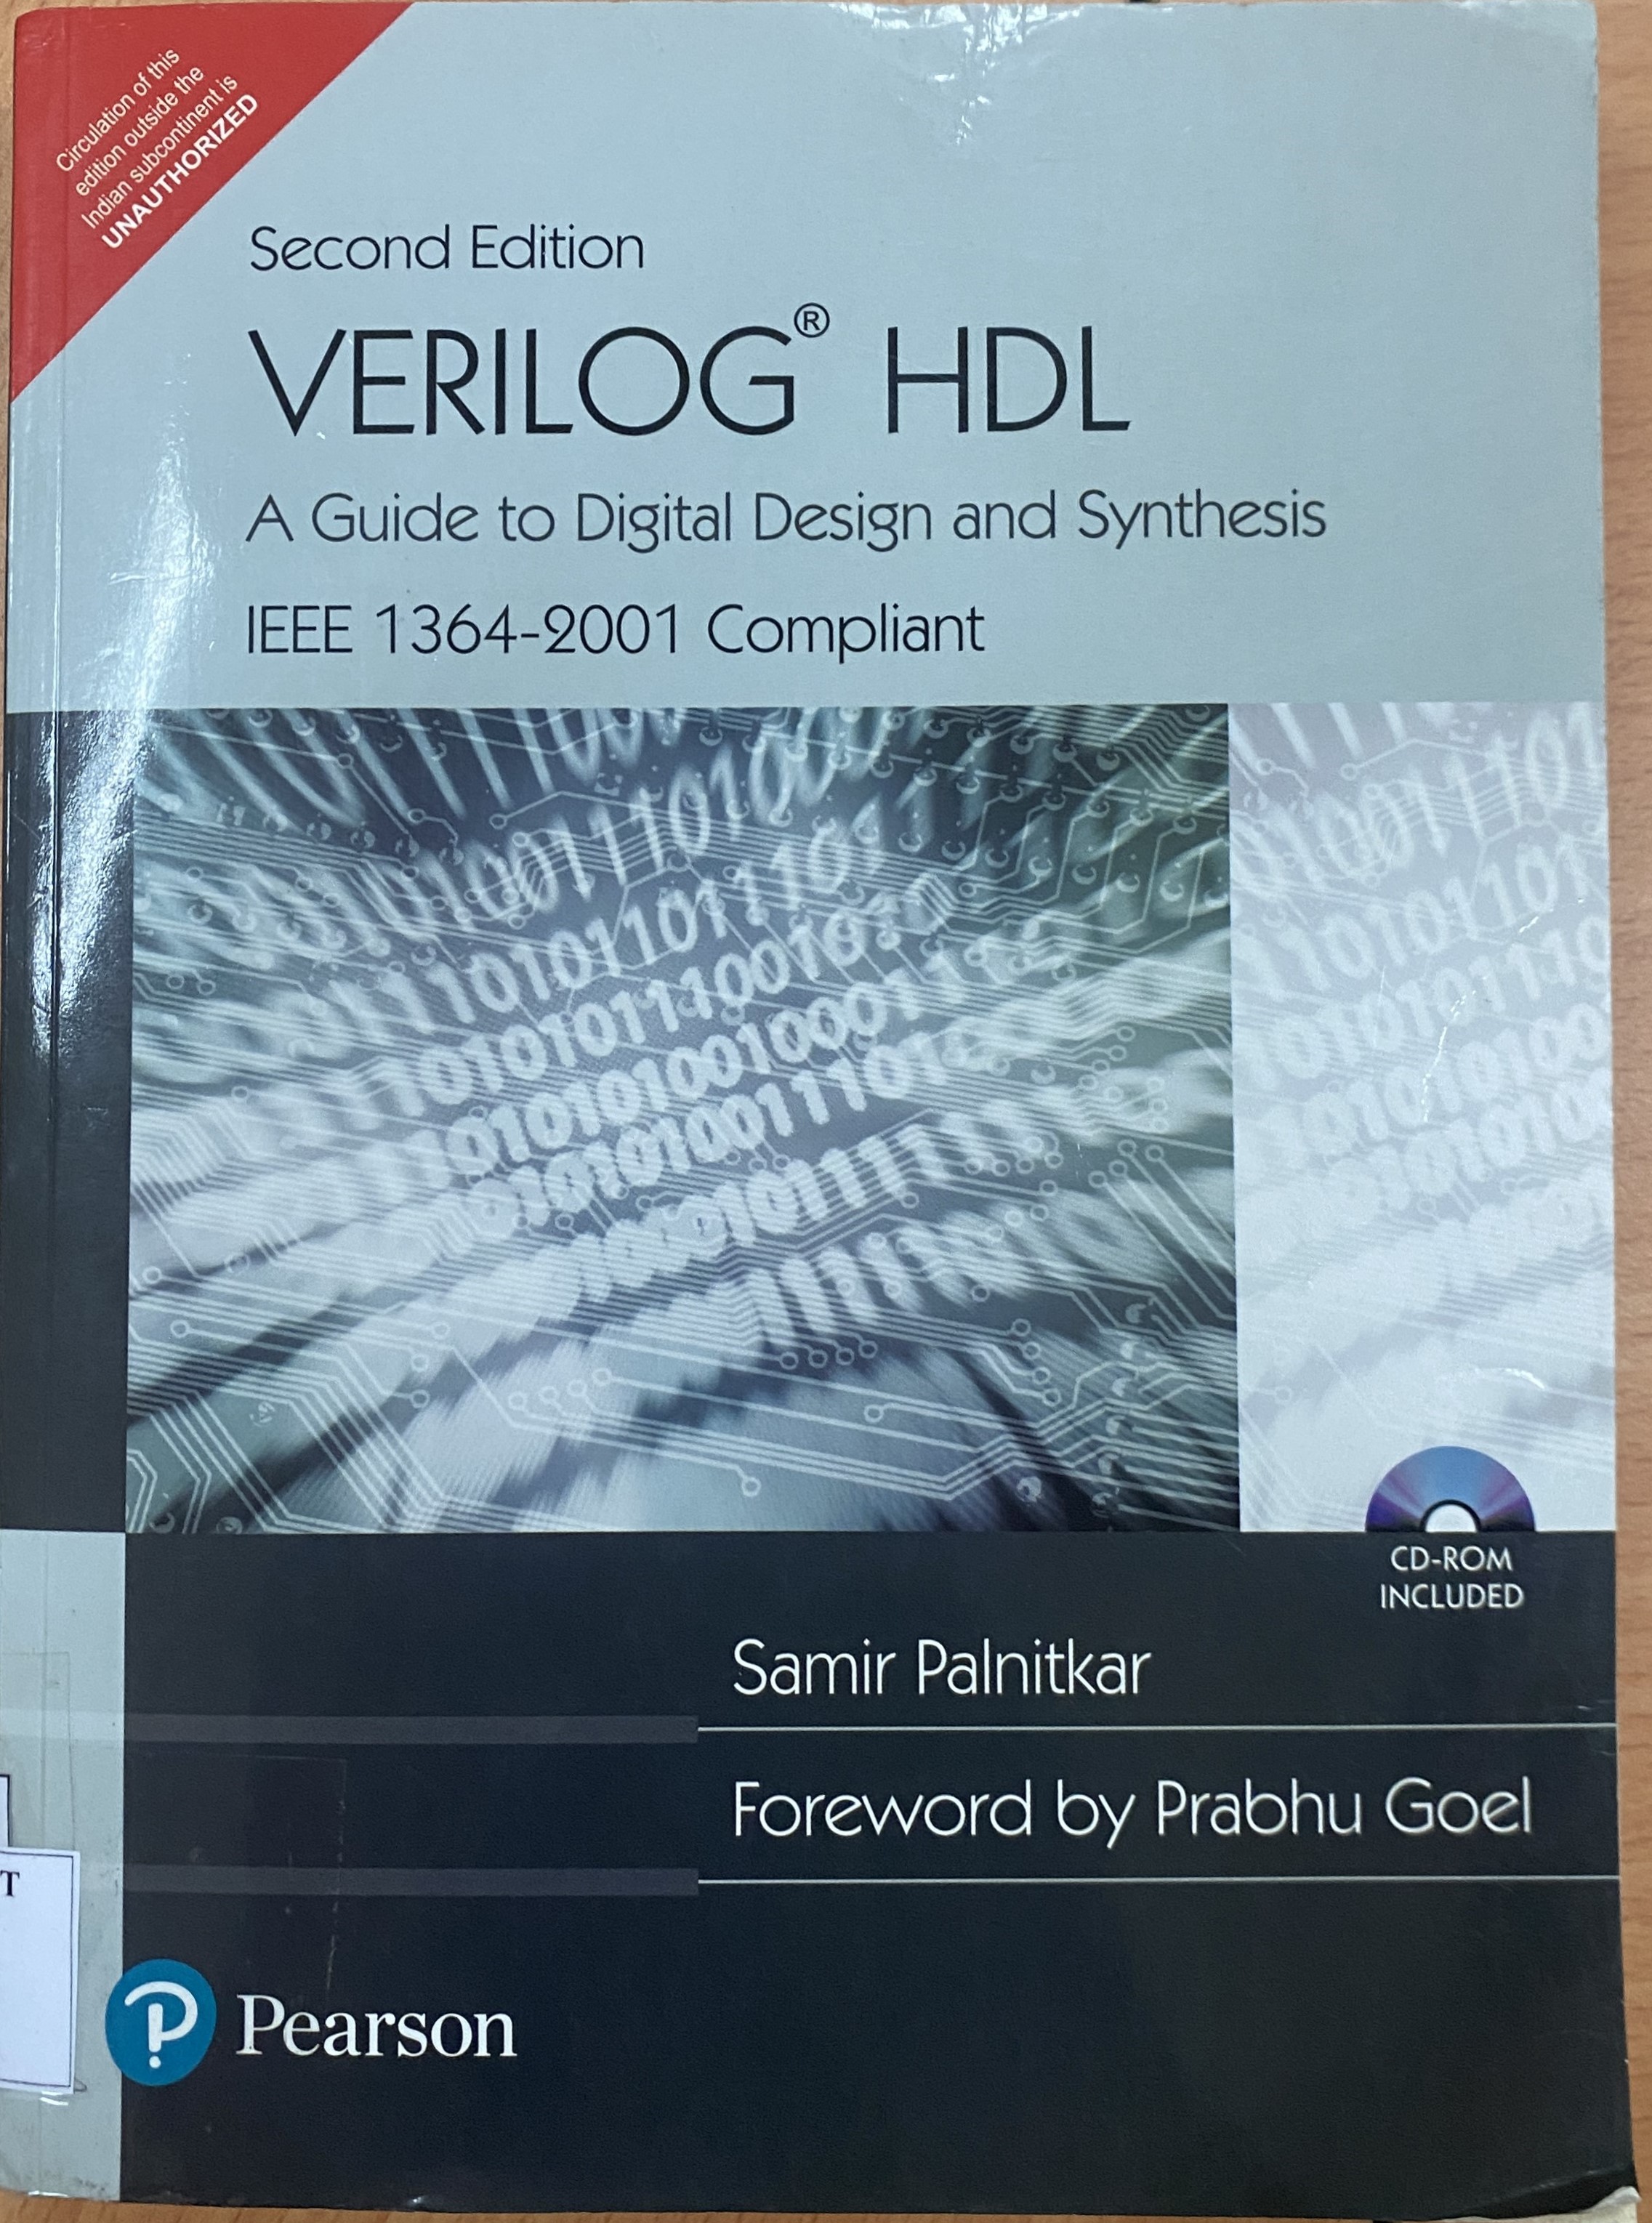 Circulation of this
edition outside the
Indian subcontinent is
UNAUTHORIZED
Second Edition
VERILOG® HDL
A Guide to Digital Design and Synthesis
IEEE 1364-2001 Compliant
CD-ROM
INCLUDED
Samir Palnitkar
Foreword by Prabhu Goel
T
Pearson